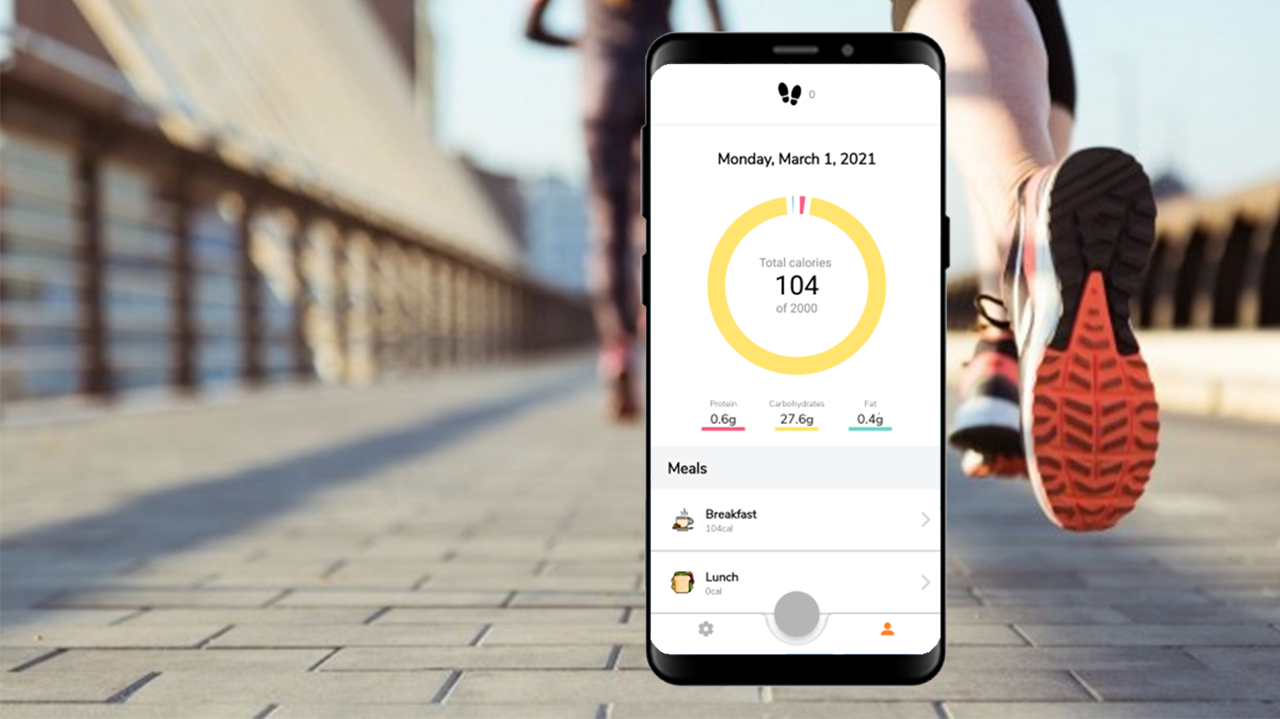 0
Monday, March 1, 2021
Total calories
104
of 2000
Protein
Carbohydrates
Fat
0.6g
27.6g
0.4g
Meals
Breakfast
104cal
Lunch
0cal